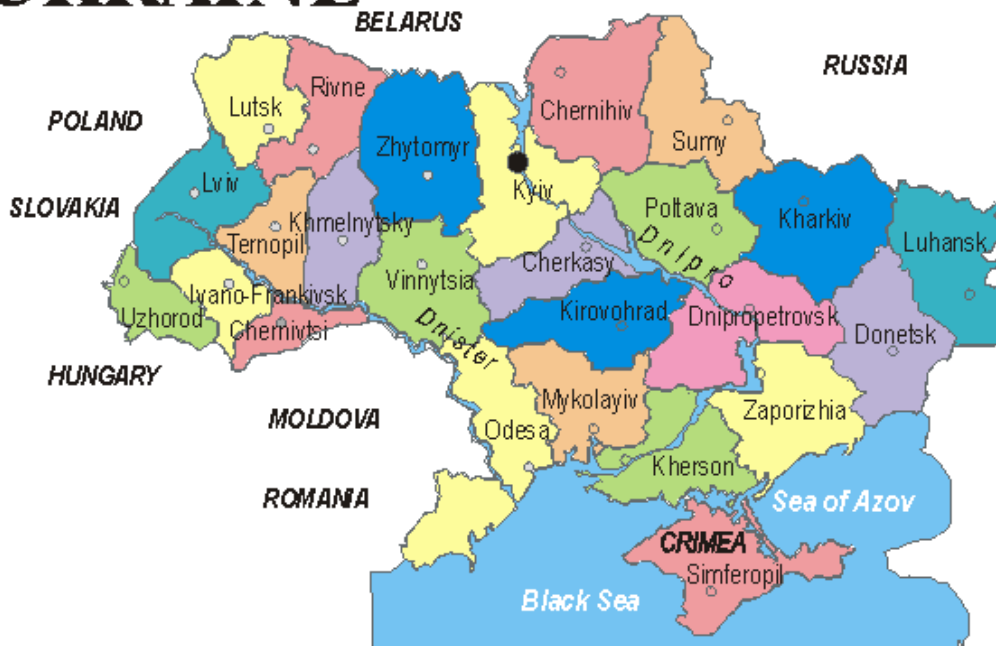 UKRAINE
BELARUS
RUSSIA
POLAND
SLOVAKIA
HUNGARY
MOLDOVA
ROMANIA
Lutsk
Rivne
Zhytomyr
Kyiv
Chernihiv
Sumy
Lviv
Ternopil
Khmelnytsky
Vinnytsia
Cherkasy
Poltava
Kharkiv
Luhansk
Dnipro
Uzhorod
Ivano-Frankivsk
Chernivtsi
Dnister
Kirovohrad
Dnipropetrovsk
Donetsk
Odesa
Mykolayiv
Kherson
Zaporizhia
Sea of Azov
CRIMEA
Simferopil
Black Sea